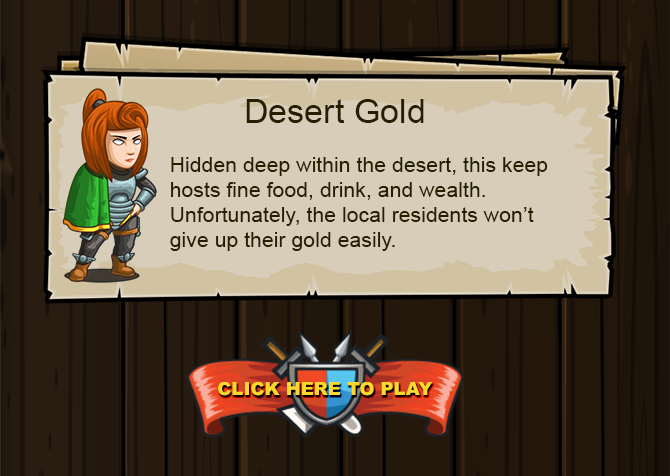 Desert Gold
Hidden deep within the desert, this keep
hosts fine food, drink, and wealth.
Unfortunately, the local residents won’t
give up their gold easily.
CLICK HERE TO PLAY